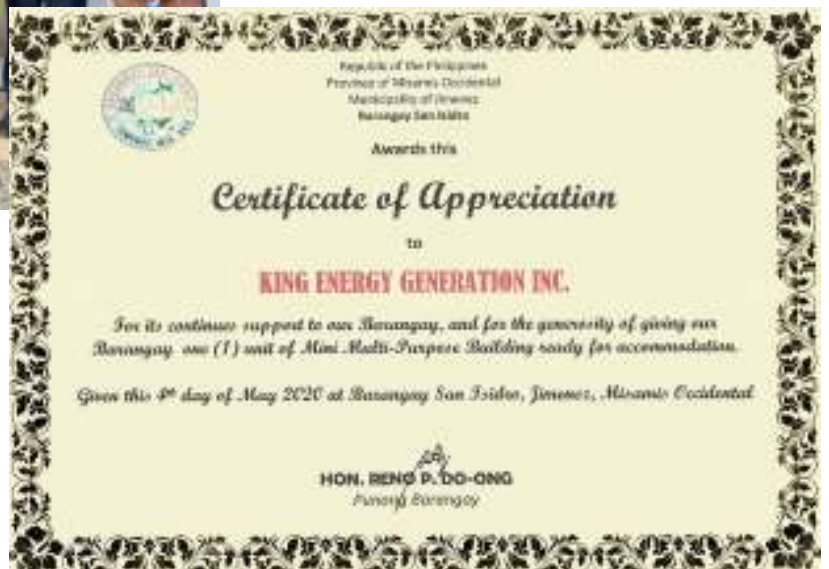 Republic of the Philippines
Province of Misamis Occidental
Municipality of Jimenez
Barangay San Isidro
Awards this
Certificate of Appreciation
to
KING ENERGY GENERATION INC.
For its continues support to our Barangay, and for the generosity of giving our
Barangay one (1) unit of Mini Multi-Purpose Building ready for accommodation.
Given this 4th day of May 2020 at Barangay San Isidro, Jimenez, Misamis Occidental
HON. RENO P. DO-ONG
Punong Barangay